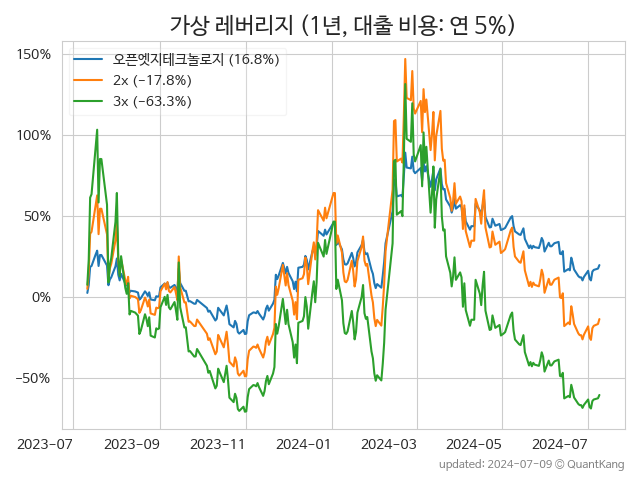 가상 레버리지 (1년, 대출 비용: 연 5%)
150%
100%
50%
0%
−50%
오픈엣지테크놀로지 (16.8%)
2x (−17.8%)
3x (−63.3%)
2023-07
2023-09
2023-11
2024-01
2024-03
2024-05
2024-07
updated: 2024-07-09 © QuantKang